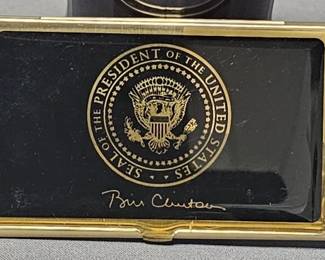 SEAL OF THE PRESIDENT OF THE UNITED STATES
Bill Clinton